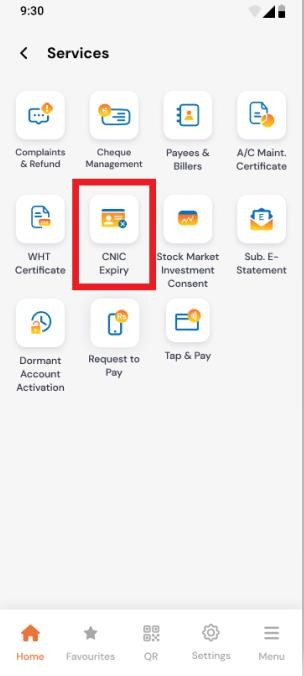 9:30
Services
Complaints
& Refund
Cheque
Management
Payees &
Billers
A/C Maint.
Certificate
WHT
Certificate
CNIC
Expiry
Stock Market
Investment
Consent
E
Sub. E-
Statement
Dormant
Account
Activation
Rs
Request to
Pay
Tap & Pay
Home
Favourites
QR
Settings
Menu